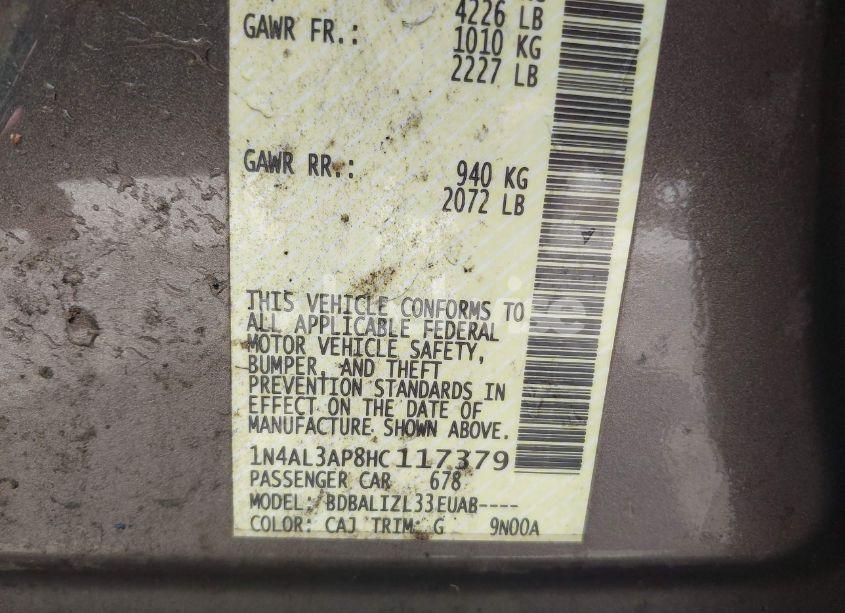 4226 LB
GAWR FR.: 1010 KG
2227 LB
GAWR RR.: 940 KG
2072 LB
THIS VEHICLE CONFORMS TO
ALL APPLICABLE FEDERAL
MOTOR VEHICLE SAFETY,
BUMPER, AND THEFT
PREVENTION STANDARDS IN
EFFECT ON THE DATE OF
MANUFACTURE SHOWN ABOVE.
1N4AL3AP8HC117379
PASSENGER CAR 678
MODEL: BDBALIZL33EUAB----
COLOR: CAJ TRIM: G 9N00A